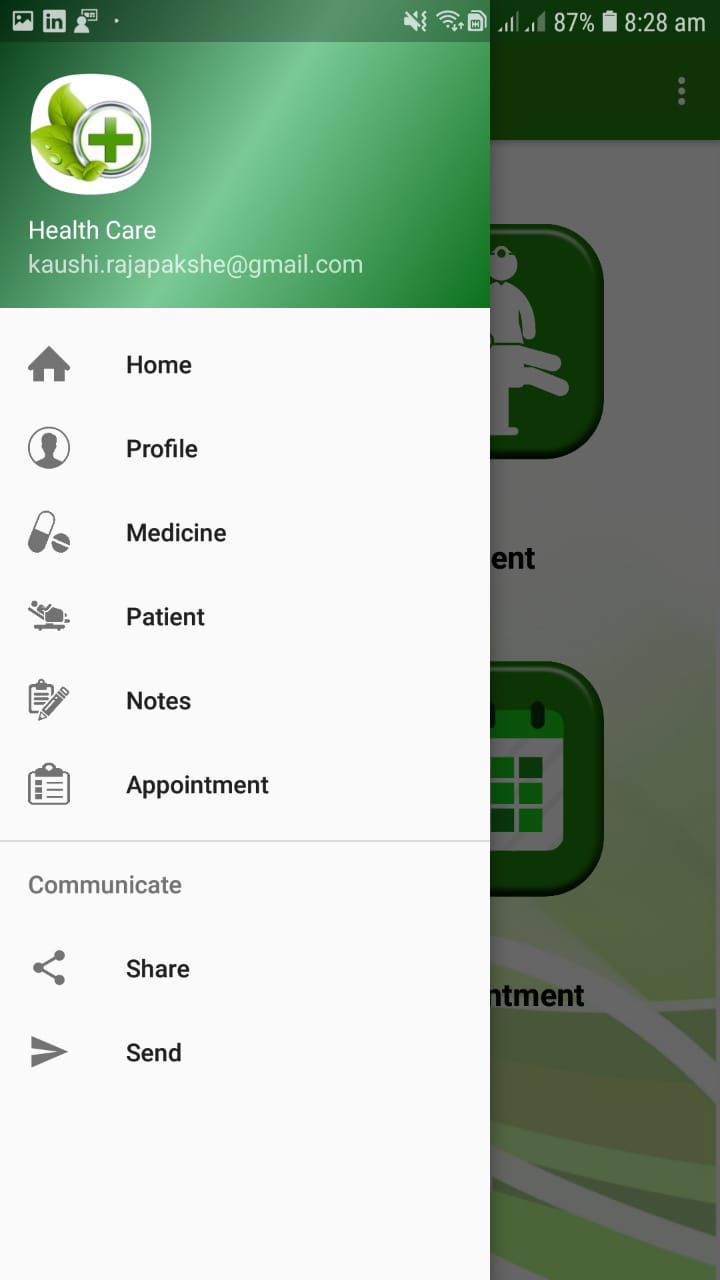 87% 8:28 am
Health Care
kaushi.rajapakshe@gmail.com
Home
Profile
Medicine
Patient
Notes
Appointment
Communicate
Share
Send
ent
ntment